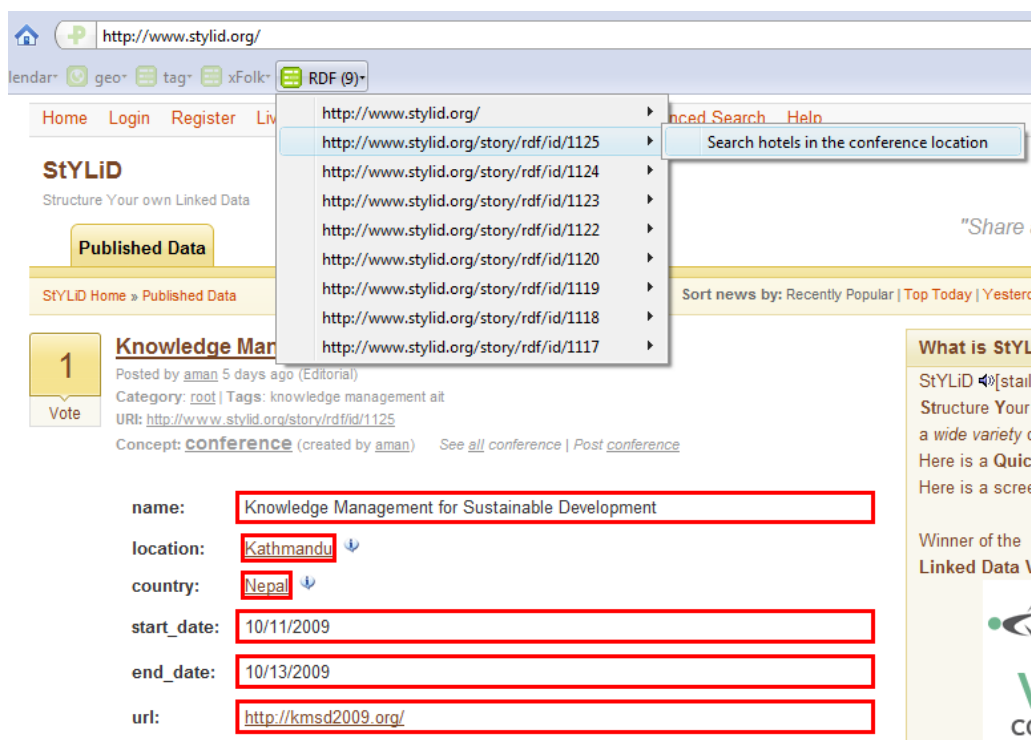 http://www.stylid.org/
lendar geo tag xFolk RDF (9)
http://www.stylid.org/
http://www.stylid.org/story/rdf/id/1125
http://www.stylid.org/story/rdf/id/1124
http://www.stylid.org/story/rdf/id/1123
http://www.stylid.org/story/rdf/id/1122
http://www.stylid.org/story/rdf/id/1120
http://www.stylid.org/story/rdf/id/1119
http://www.stylid.org/story/rdf/id/1118
http://www.stylid.org/story/rdf/id/1117
Search hotels in the conference location
Home Login Register Liv nced Search Help
StYLiD
Structure Your own Linked Data
"Share
Published Data
StYLiD Home » Published Data
Sort news by: Recently Popular | Top Today | Yester
1
Vote
Knowledge Man
Posted by aman 5 days ago (Editorial)
Category: root | Tags: knowledge management ait
URI: http://www.stylid.org/story/rdf/id/1125
Concept: conference (created by aman) See all conference | Post conference
name: Knowledge Management for Sustainable Development
location: Kathmandu
country: Nepal
start_date: 10/11/2009
end_date: 10/13/2009
url: http://kmsd2009.org/
What is StYL
StYLiD [stail
Structure Your
a wide variety
Here is a Quic
Here is a scree
Winner of the
Linked Data